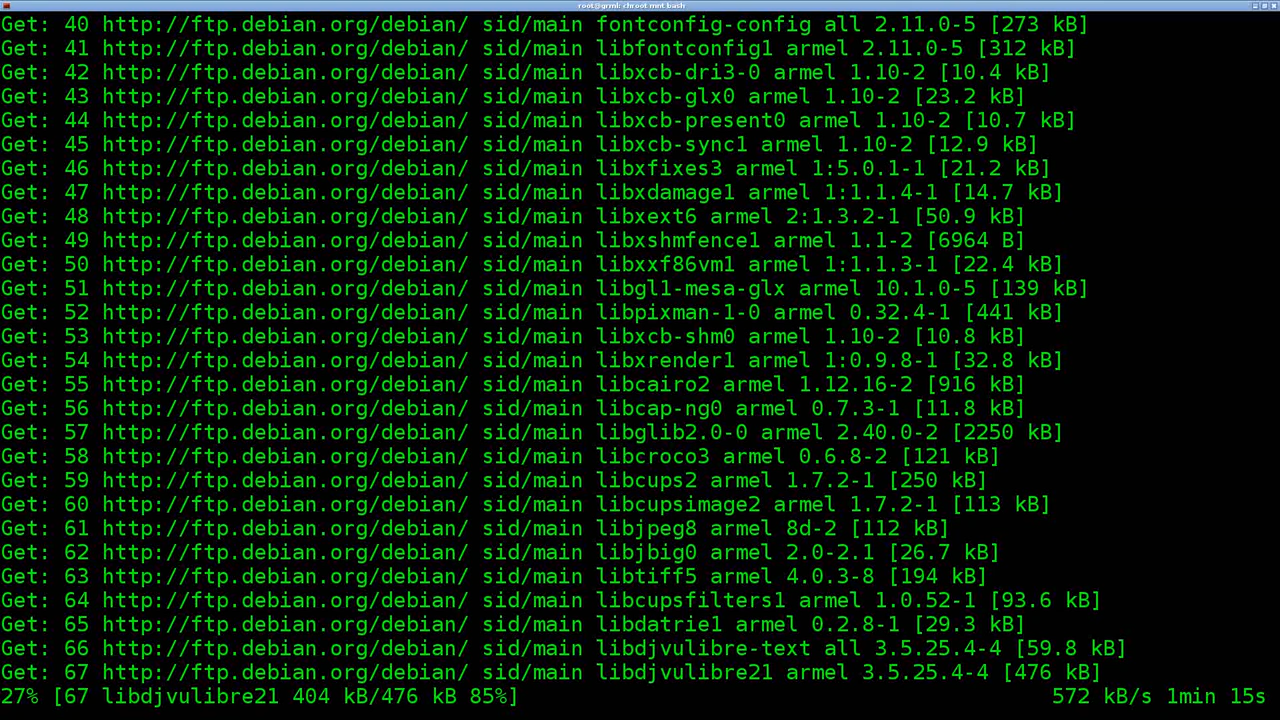 root@grml: chroot mnt bash
Get: 40 http://ftp.debian.org/debian/ sid/main fontconfig-config all 2.11.0-5 [273 kB]
Get: 41 http://ftp.debian.org/debian/ sid/main libfontconfig1 armel 2.11.0-5 [312 kB]
Get: 42 http://ftp.debian.org/debian/ sid/main libxcb-dri3-0 armel 1.10-2 [10.4 kB]
Get: 43 http://ftp.debian.org/debian/ sid/main libxcb-glx0 armel 1.10-2 [23.2 kB]
Get: 44 http://ftp.debian.org/debian/ sid/main libxcb-present0 armel 1.10-2 [10.7 kB]
Get: 45 http://ftp.debian.org/debian/ sid/main libxcb-sync1 armel 1.10-2 [12.9 kB]
Get: 46 http://ftp.debian.org/debian/ sid/main libxfixes3 armel 1:5.0.1-1 [21.2 kB]
Get: 47 http://ftp.debian.org/debian/ sid/main libxdamage1 armel 1:1.1.4-1 [14.7 kB]
Get: 48 http://ftp.debian.org/debian/ sid/main libxext6 armel 2:1.3.2-1 [50.9 kB]
Get: 49 http://ftp.debian.org/debian/ sid/main libxshmfence1 armel 1.1-2 [6964 B]
Get: 50 http://ftp.debian.org/debian/ sid/main libxxf86vm1 armel 1:1.1.3-1 [22.4 kB]
Get: 51 http://ftp.debian.org/debian/ sid/main libgl1-mesa-glx armel 10.1.0-5 [139 kB]
Get: 52 http://ftp.debian.org/debian/ sid/main libpixman-1-0 armel 0.32.4-1 [441 kB]
Get: 53 http://ftp.debian.org/debian/ sid/main libxcb-shm0 armel 1.10-2 [10.8 kB]
Get: 54 http://ftp.debian.org/debian/ sid/main libxrender1 armel 1:0.9.8-1 [32.8 kB]
Get: 55 http://ftp.debian.org/debian/ sid/main libcairo2 armel 1.12.16-2 [916 kB]
Get: 56 http://ftp.debian.org/debian/ sid/main libcap-ng0 armel 0.7.3-1 [11.8 kB]
Get: 57 http://ftp.debian.org/debian/ sid/main libglib2.0-0 armel 2.40.0-2 [2250 kB]
Get: 58 http://ftp.debian.org/debian/ sid/main libcroco3 armel 0.6.8-2 [121 kB]
Get: 59 http://ftp.debian.org/debian/ sid/main libcups2 armel 1.7.2-1 [250 kB]
Get: 60 http://ftp.debian.org/debian/ sid/main libcupsimage2 armel 1.7.2-1 [113 kB]
Get: 61 http://ftp.debian.org/debian/ sid/main libjpeg8 armel 8d-2 [112 kB]
Get: 62 http://ftp.debian.org/debian/ sid/main libjbig0 armel 2.0-2.1 [26.7 kB]
Get: 63 http://ftp.debian.org/debian/ sid/main libtiff5 armel 4.0.3-8 [194 kB]
Get: 64 http://ftp.debian.org/debian/ sid/main libcupsfilters1 armel 1.0.52-1 [93.6 kB]
Get: 65 http://ftp.debian.org/debian/ sid/main libdatrie1 armel 0.2.8-1 [29.3 kB]
Get: 66 http://ftp.debian.org/debian/ sid/main libdjvulibre-text all 3.5.25.4-4 [59.8 kB]
Get: 67 http://ftp.debian.org/debian/ sid/main libdjvulibre21 armel 3.5.25.4-4 [476 kB]
27% [67 libdjvulibre21 404 kB/476 kB 85%] 572 kB/s 1min 15s